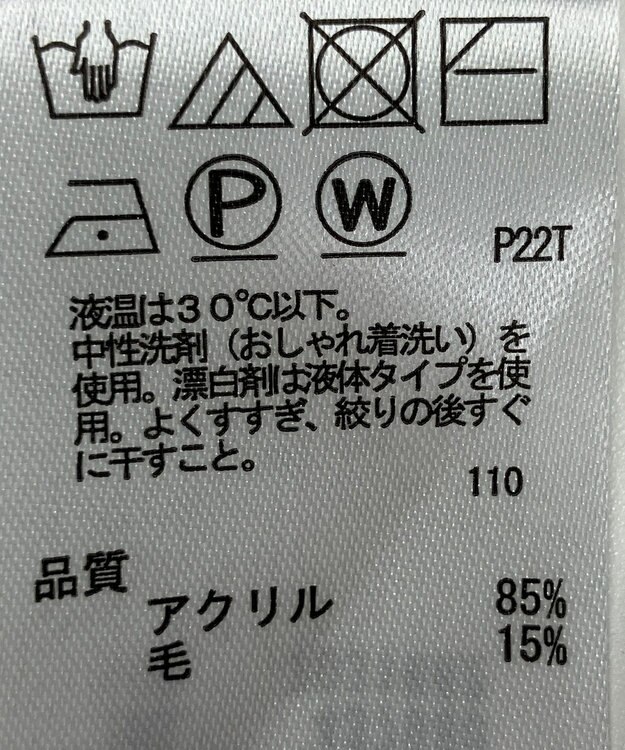 P W
P22T
液温は30℃以下。
中性洗剤（おしゃれ着洗い）を
使用。漂白剤は液体タイプを使
用。よくすすぎ、絞りの後すぐ
に干すこと。
110
品質
アクリル 85%
毛 15%